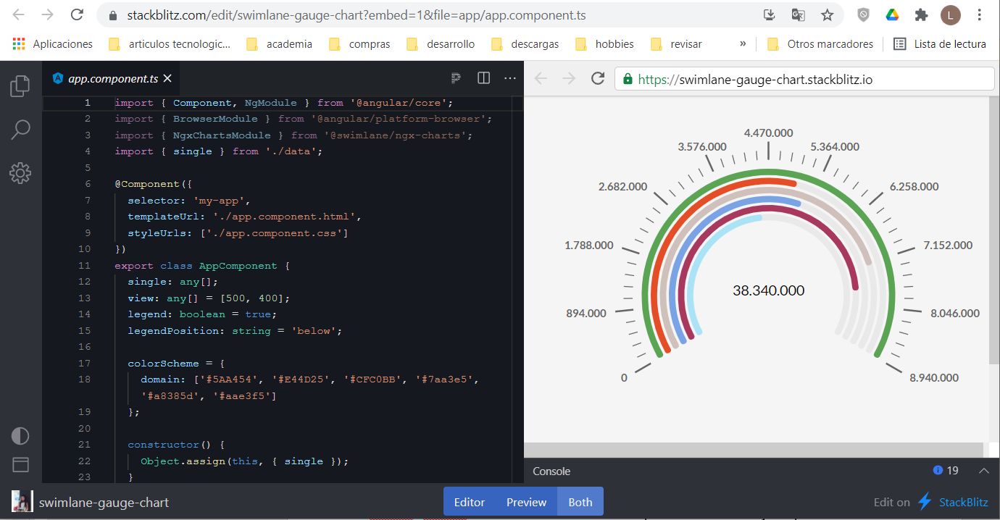 stackblitz.com/edit/swimlane-gauge-chart?embed=1&file=app/app.component.ts
L
Aplicaciones articulos tecnologic... academia compras desarrollo descargas hobbies revisar » Otros marcadores Lista de lectura
app.component.ts
https://swimlane-gauge-chart.stackblitz.io
1 import { Component, NgModule } from '@angular/core';
2 import { BrowserModule } from '@angular/platform-browser';
3 import { NgxChartsModule } from '@swimlane/ngx-charts';
4 import { single } from './data';
5
6 @Component({
7 selector: 'my-app',
8 templateUrl: './app.component.html',
9 styleUrls: ['./app.component.css']
10 })
11 export class AppComponent {
12 single: any[];
13 view: any[] = [500, 400];
14 legend: boolean = true;
15 legendPosition: string = 'below';
16
17 colorScheme = {
18 domain: ['#5AA454', '#E44D25', '#CFC0BB', '#7aa3e5',
'#a8385d', '#aae3f5']
19 };
20
21 constructor() {
22 Object.assign(this, { single });
23 }
4.470.000
3.576.000 5.364.000
2.682.000 6.258.000
1.788.000 7.152.000
38.340.000
894.000 8.046.000
0 8.940.000
Console 19
swimlane-gauge-chart
Editor Preview Both
Edit on StackBlitz